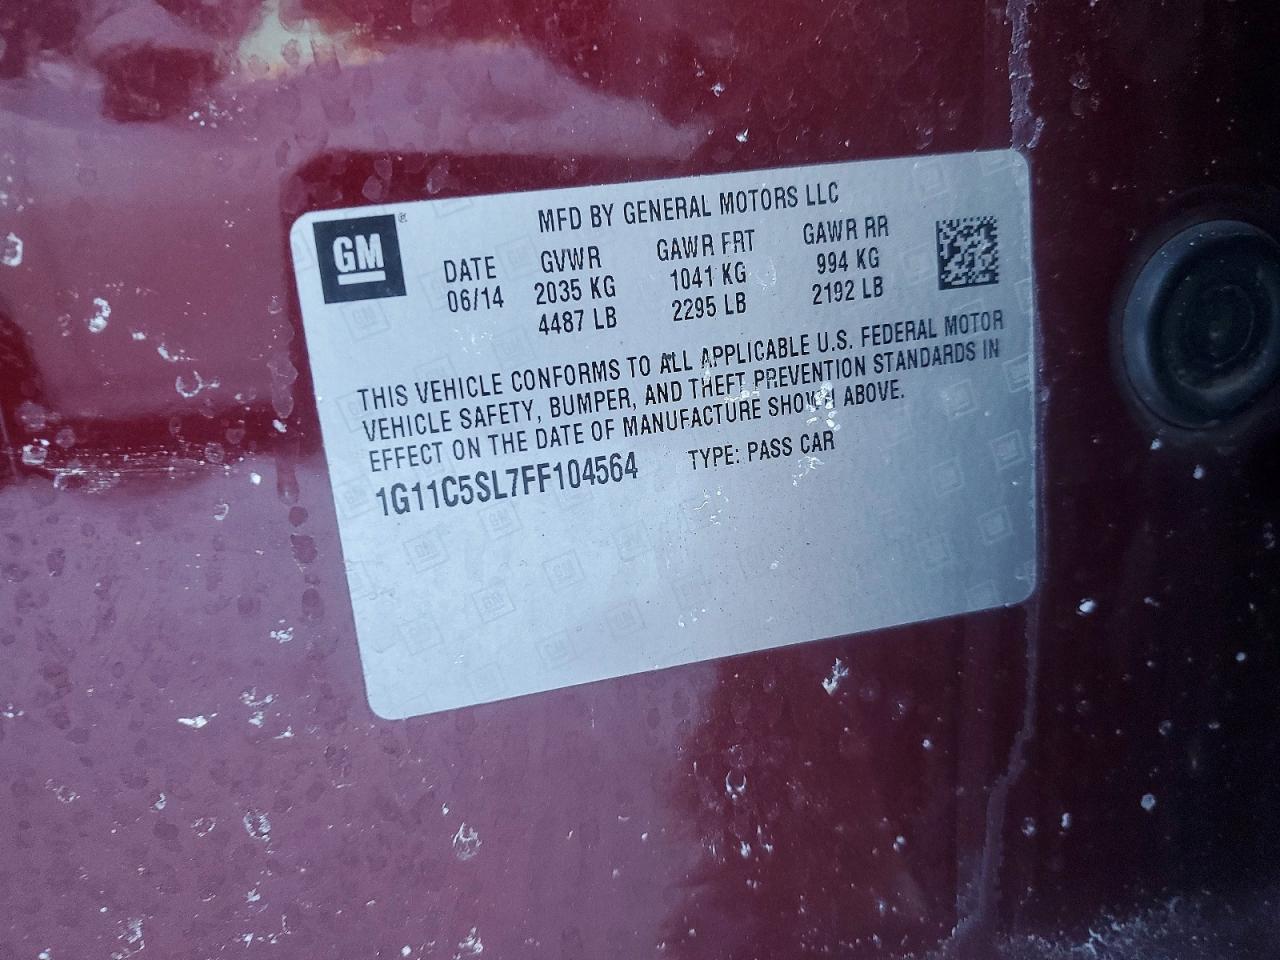 GM
MFD BY GENERAL MOTORS LLC
DATE GVWR GAWR FRT GAWR RR
06/14 2035 KG 1041 KG 994 KG
4487 LB 2295 LB 2192 LB
THIS VEHICLE CONFORMS TO ALL APPLICABLE U.S. FEDERAL MOTOR
VEHICLE SAFETY, BUMPER, AND THEFT PREVENTION STANDARDS IN
EFFECT ON THE DATE OF MANUFACTURE SHOWN ABOVE.
1G11C5SL7FF104564 TYPE: PASS CAR